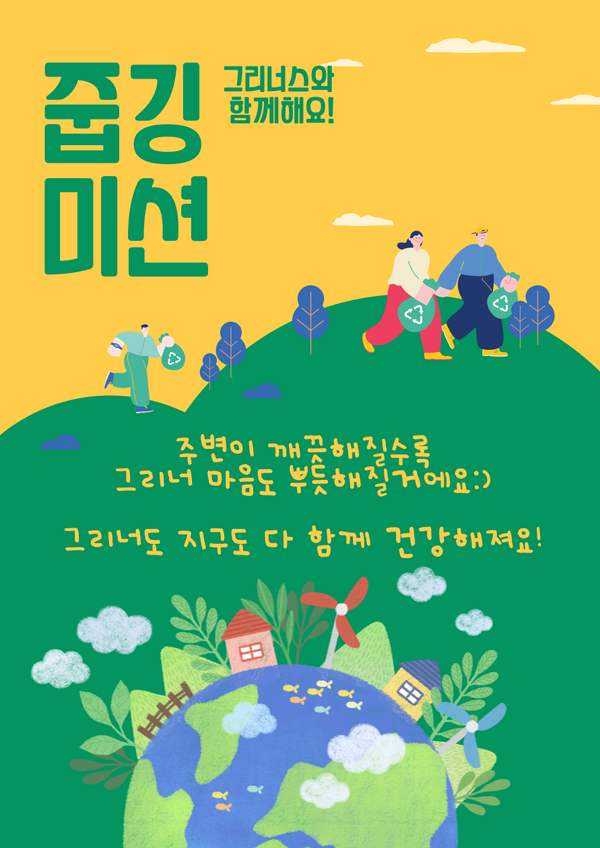 줍깅
미션
그리너스와
함께해요!
주변이 깨끗해질수록
그리너 마음도 뿌듯해질거에요:)
그리너도 지구도 다 함께 건강해져요!